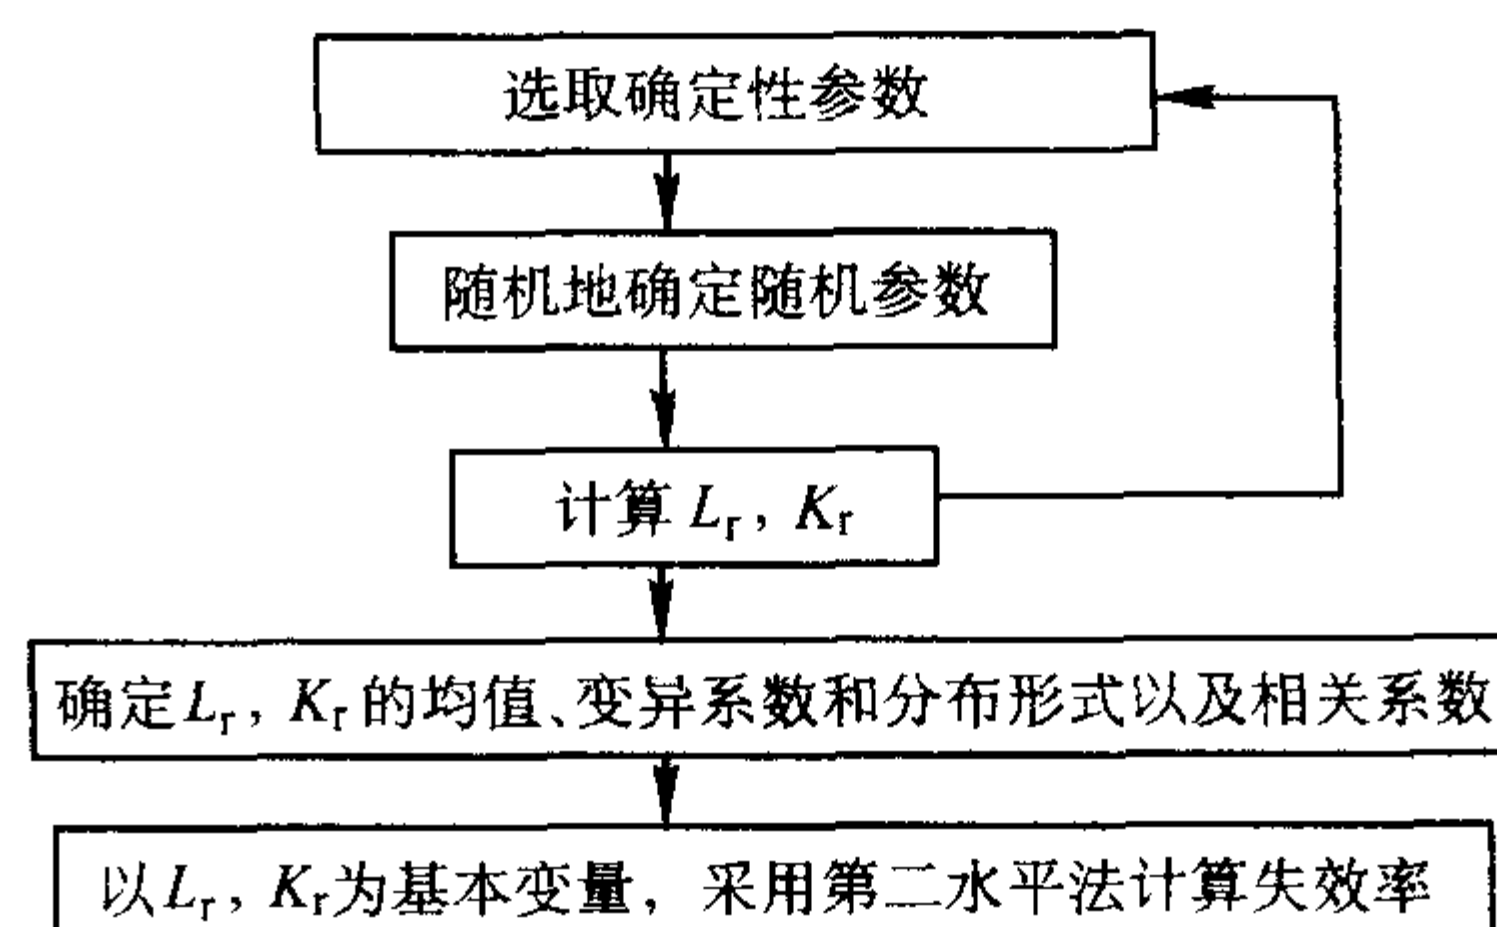 选取确定性参数
随机地确定随机参数
计算 Lr, Kr
确定Lr, Kr的均值、变异系数和分布形式以及相关系数
以Lr, Kr为基本变量，采用第二水平法计算失效率